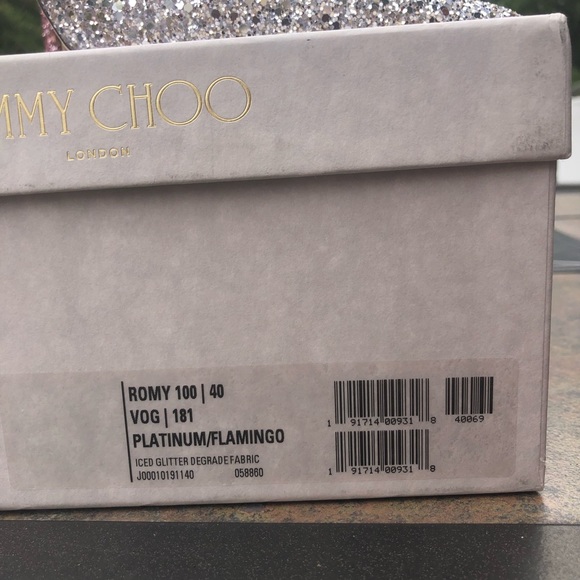 MMY CHOO
LONDON
ROMY 100 | 40
VOG | 181
PLATINUM/FLAMINGO
ICED GLITTER DEGRADE FABRIC
J00010191140 058860
1 91714 00931 8 40069
1 91714 00931 8